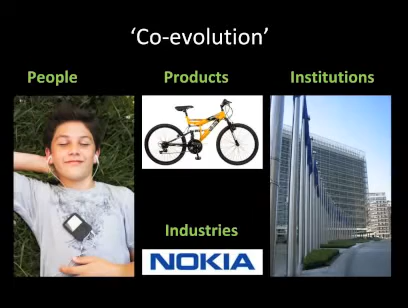 ‘Co-evolution’
People
Products
Institutions
Industries
NOKIA